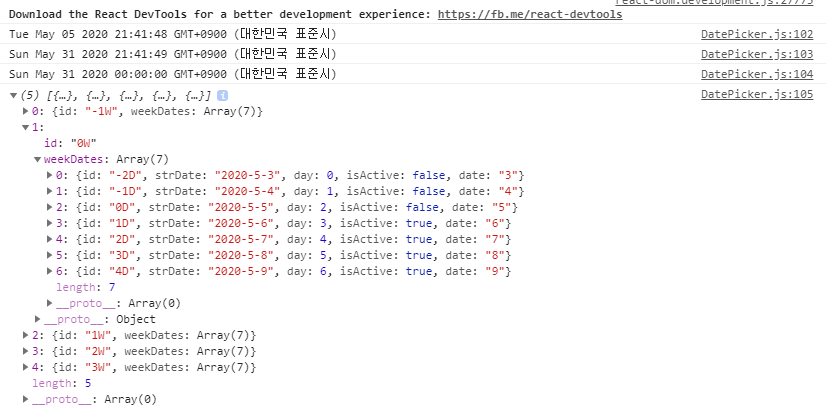 react-dom.development.js:27775
Download the React DevTools for a better development experience: https://fb.me/react-devtools
Tue May 05 2020 21:41:48 GMT+0900 (대한민국 표준시) DatePicker.js:102
Sun May 31 2020 21:41:49 GMT+0900 (대한민국 표준시) DatePicker.js:103
Sun May 31 2020 00:00:00 GMT+0900 (대한민국 표준시) DatePicker.js:104
▼(5) [{…}, {…}, {…}, {…}, {…}] i DatePicker.js:105
▶0: {id: "-1W", weekDates: Array(7)}
▼1:
id: "0W"
▼weekDates: Array(7)
▶0: {id: "-2D", strDate: "2020-5-3", day: 0, isActive: false, date: "3"}
▶1: {id: "-1D", strDate: "2020-5-4", day: 1, isActive: false, date: "4"}
▶2: {id: "0D", strDate: "2020-5-5", day: 2, isActive: false, date: "5"}
▶3: {id: "1D", strDate: "2020-5-6", day: 3, isActive: true, date: "6"}
▶4: {id: "2D", strDate: "2020-5-7", day: 4, isActive: true, date: "7"}
▶5: {id: "3D", strDate: "2020-5-8", day: 5, isActive: true, date: "8"}
▶6: {id: "4D", strDate: "2020-5-9", day: 6, isActive: true, date: "9"}
length: 7
▶__proto__: Array(0)
▶__proto__: Object
▶2: {id: "1W", weekDates: Array(7)}
▶3: {id: "2W", weekDates: Array(7)}
▶4: {id: "3W", weekDates: Array(7)}
length: 5
▶__proto__: Array(0)